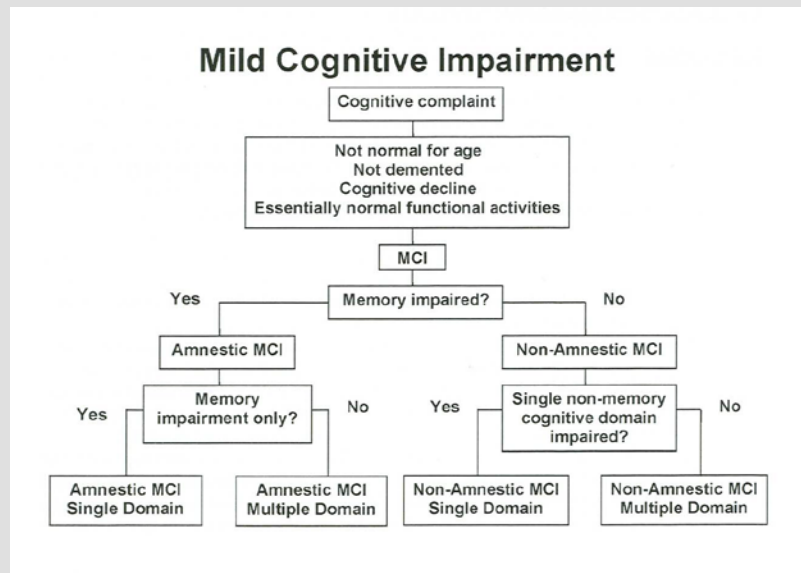 Mild Cognitive Impairment
Cognitive complaint
Not normal for age
Not demented
Cognitive decline
Essentially normal functional activities
MCI
Yes
Memory impaired?
No
Amnestic MCI
Non-Amnestic MCI
Yes
Memory
impairment only?
No
Yes
Single non-memory
cognitive domain
impaired?
No
Amnestic MCI
Single Domain
Amnestic MCI
Multiple Domain
Non-Amnestic MCI
Single Domain
Non-Amnestic MCI
Multiple Domain